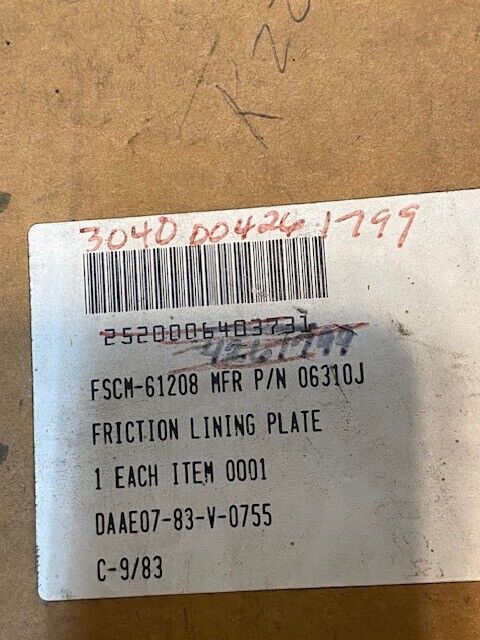 3040 00426 1799
2520006403731
4261799
FSCM-61208 MFR P/N 06310J
FRICTION LINING PLATE
1 EACH ITEM 0001
DAAE07-83-V-0755
C-9/83